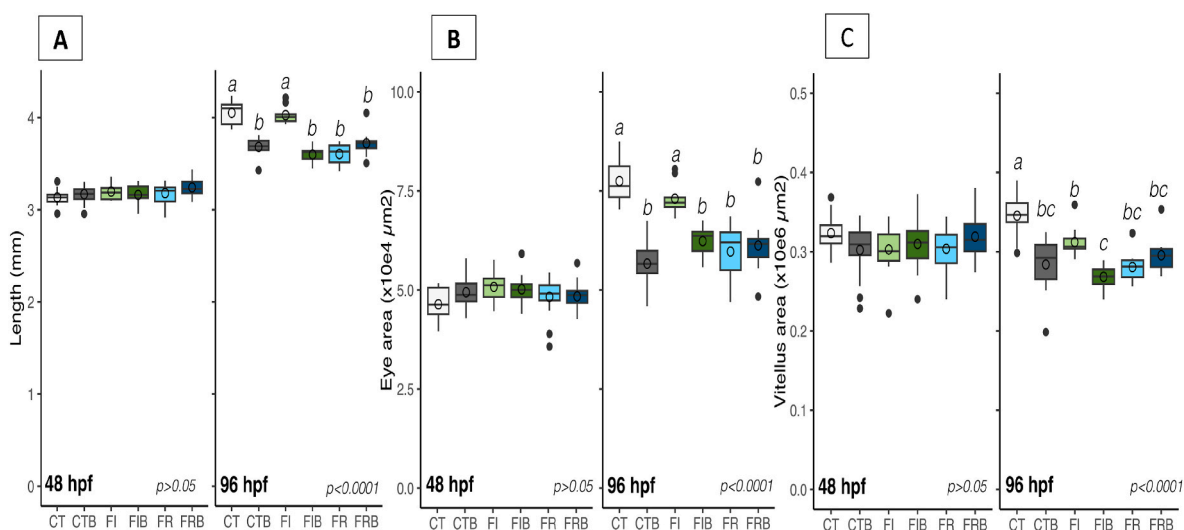 A
B
C
Length (mm)
4
3
2
1
0
a
b
a
b
b
b
48 hpf
p>0.05
96 hpf
p<0.0001
CT CTB FI FIB FR FRB
CT CTB FI FIB FR FRB
Eye area (x10e4 µm2)
10.0
7.5
5.0
2.5
0.0
a
b
a
b
b
b
48 hpf
p>0.05
96 hpf
p<0.0001
CT CTB FI FIB FR FRB
CT CTB FI FIB FR FRB
Vitellus area (x10e6 µm2)
0.5
0.4
0.3
0.2
0.1
0.0
a
bc
b
c
bc
bc
48 hpf
p>0.05
96 hpf
p<0.0001
CT CTB FI FIB FR FRB
CT CTB FI FIB FR FRB